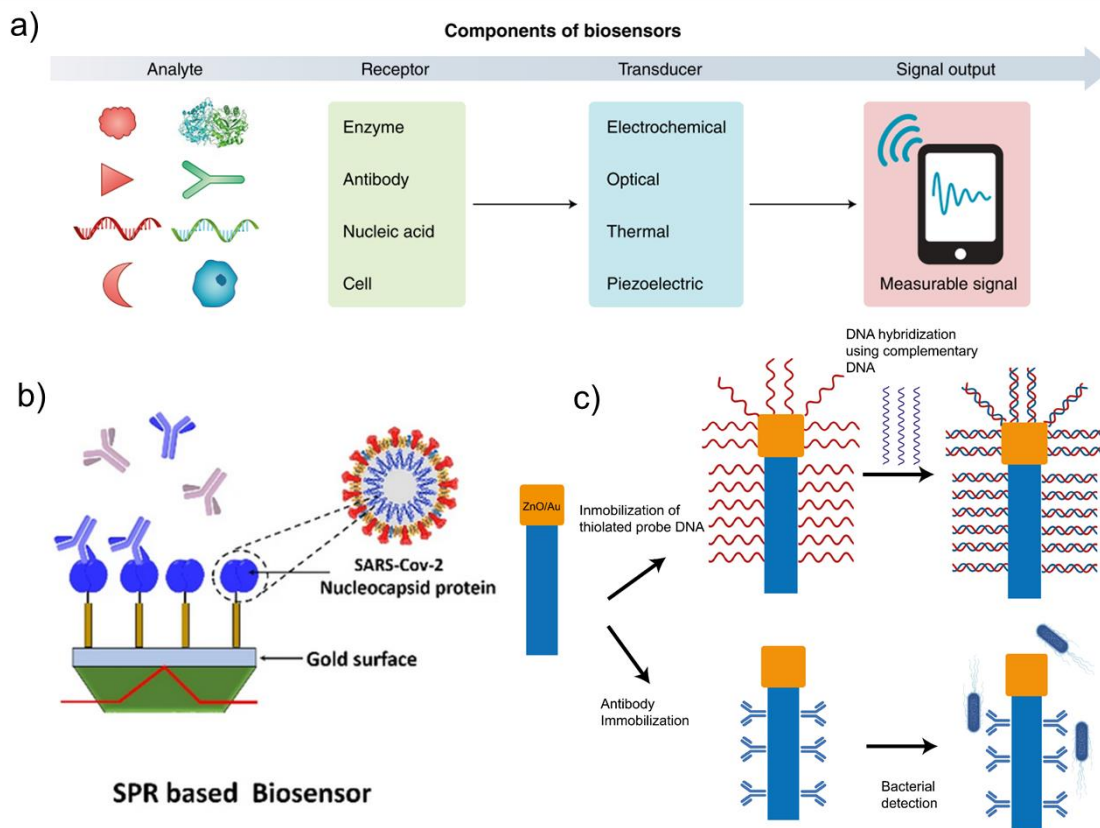 a)
Components of biosensors
Analyte
Receptor
Transducer
Signal output
Enzyme
Antibody
Nucleic acid
Cell
Electrochemical
Optical
Thermal
Piezoelectric
Measurable signal
b)
SARS-Cov-2
Nucleocapsid protein
Gold surface
SPR based Biosensor
c)
DNA hybridization
using complementary
DNA
ZnO/Au
Inmobilization of
thiolated probe DNA
Antibody
Immobilization
Bacterial
detection